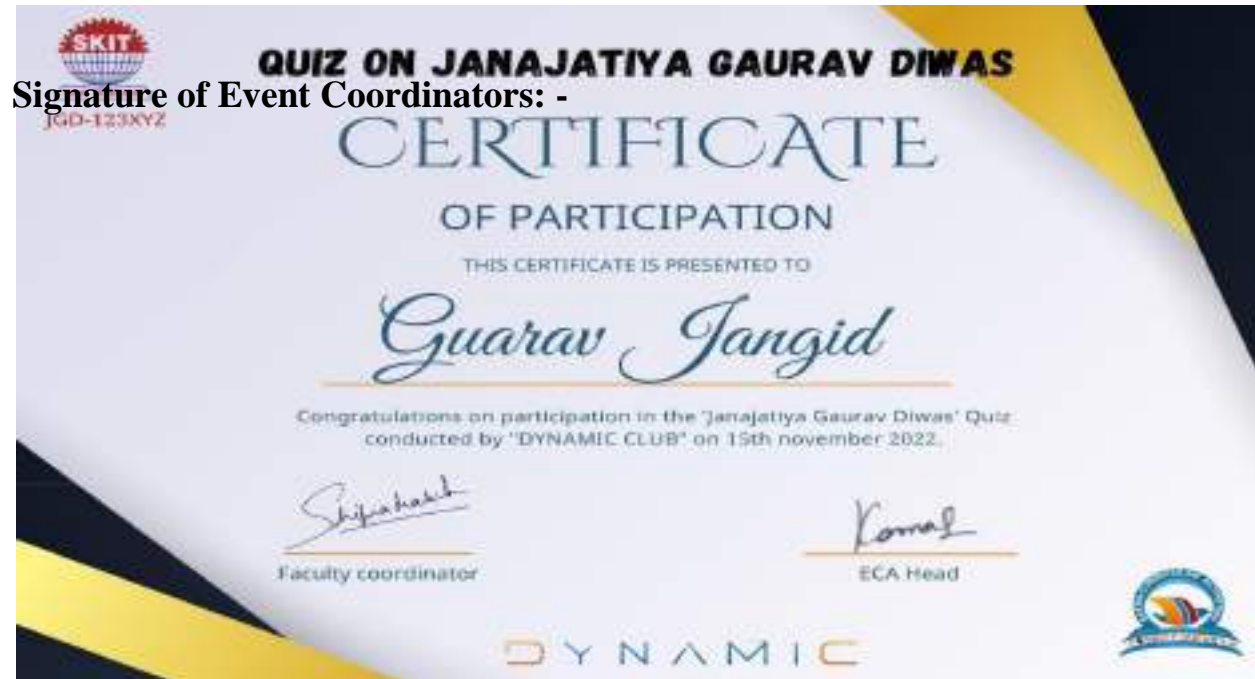 SKIT
QUIZ ON JANAJATIYA GAURAV DIWAS
Signature of Event Coordinators: -
JGD-123XYZ
CERTIFICATE
OF PARTICIPATION
THIS CERTIFICATE IS PRESENTED TO
Guarav Jangid
Congratulations on participation in the 'Janajatiya Gaurav Diwas' Quiz
conducted by "DYNAMIC CLUB" on 15th november 2022.
Komal
Faculty coordinator
ECA Head
DYNAMIC